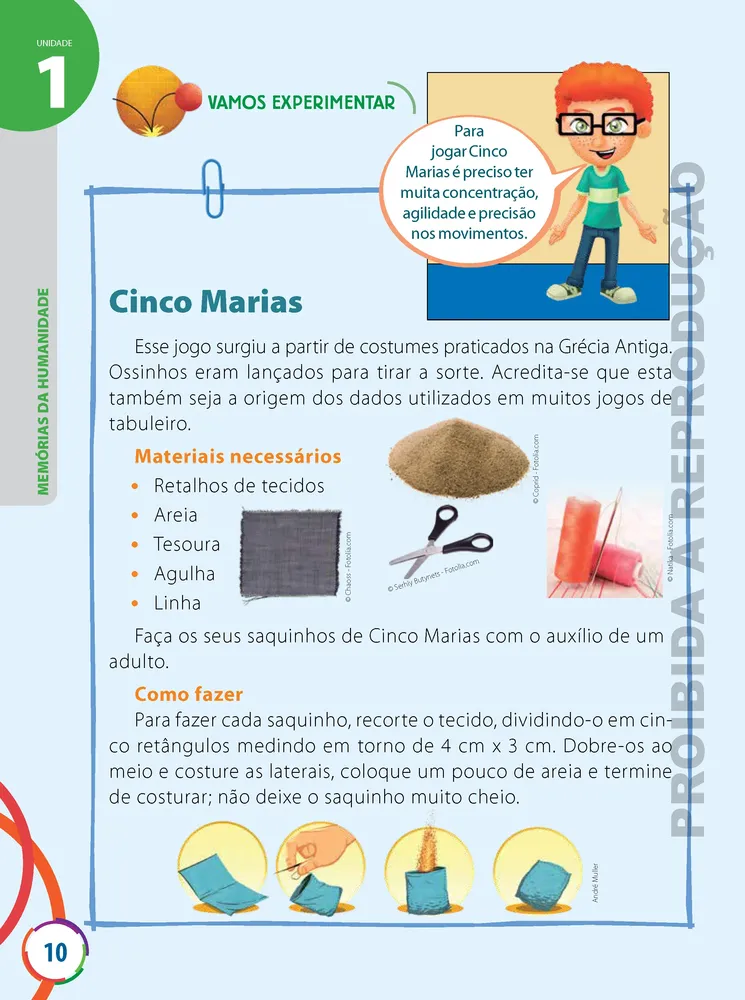 UNIDADE
1
VAMOS EXPERIMENTAR
Para
jogar Cinco
Marias é preciso ter
muita concentração,
agilidade e precisão
nos movimentos.
MEMÓRIAS DA HUMANIDADE
Cinco Marias
Esse jogo surgiu a partir de costumes praticados na Grécia Antiga.
Ossinhos eram lançados para tirar a sorte. Acredita-se que esta
também seja a origem dos dados utilizados em muitos jogos de
tabuleiro.
Materiais necessários
• Retalhos de tecidos
• Areia
• Tesoura
• Agulha
• Linha
© Coprid - Fotolia.com
© Chaoss - Fotolia.com
© Serhiy Butynets - Fotolia.com
© Natika - Fotolia.com
Faça os seus saquinhos de Cinco Marias com o auxílio de um
adulto.
Como fazer
Para fazer cada saquinho, recorte o tecido, dividindo-o em cin-
co retângulos medindo em torno de 4 cm x 3 cm. Dobre-os ao
meio e costure as laterais, coloque um pouco de areia e termine
de costurar; não deixe o saquinho muito cheio.
André Muller
10
PROIBIDA A REPRODUÇÃO